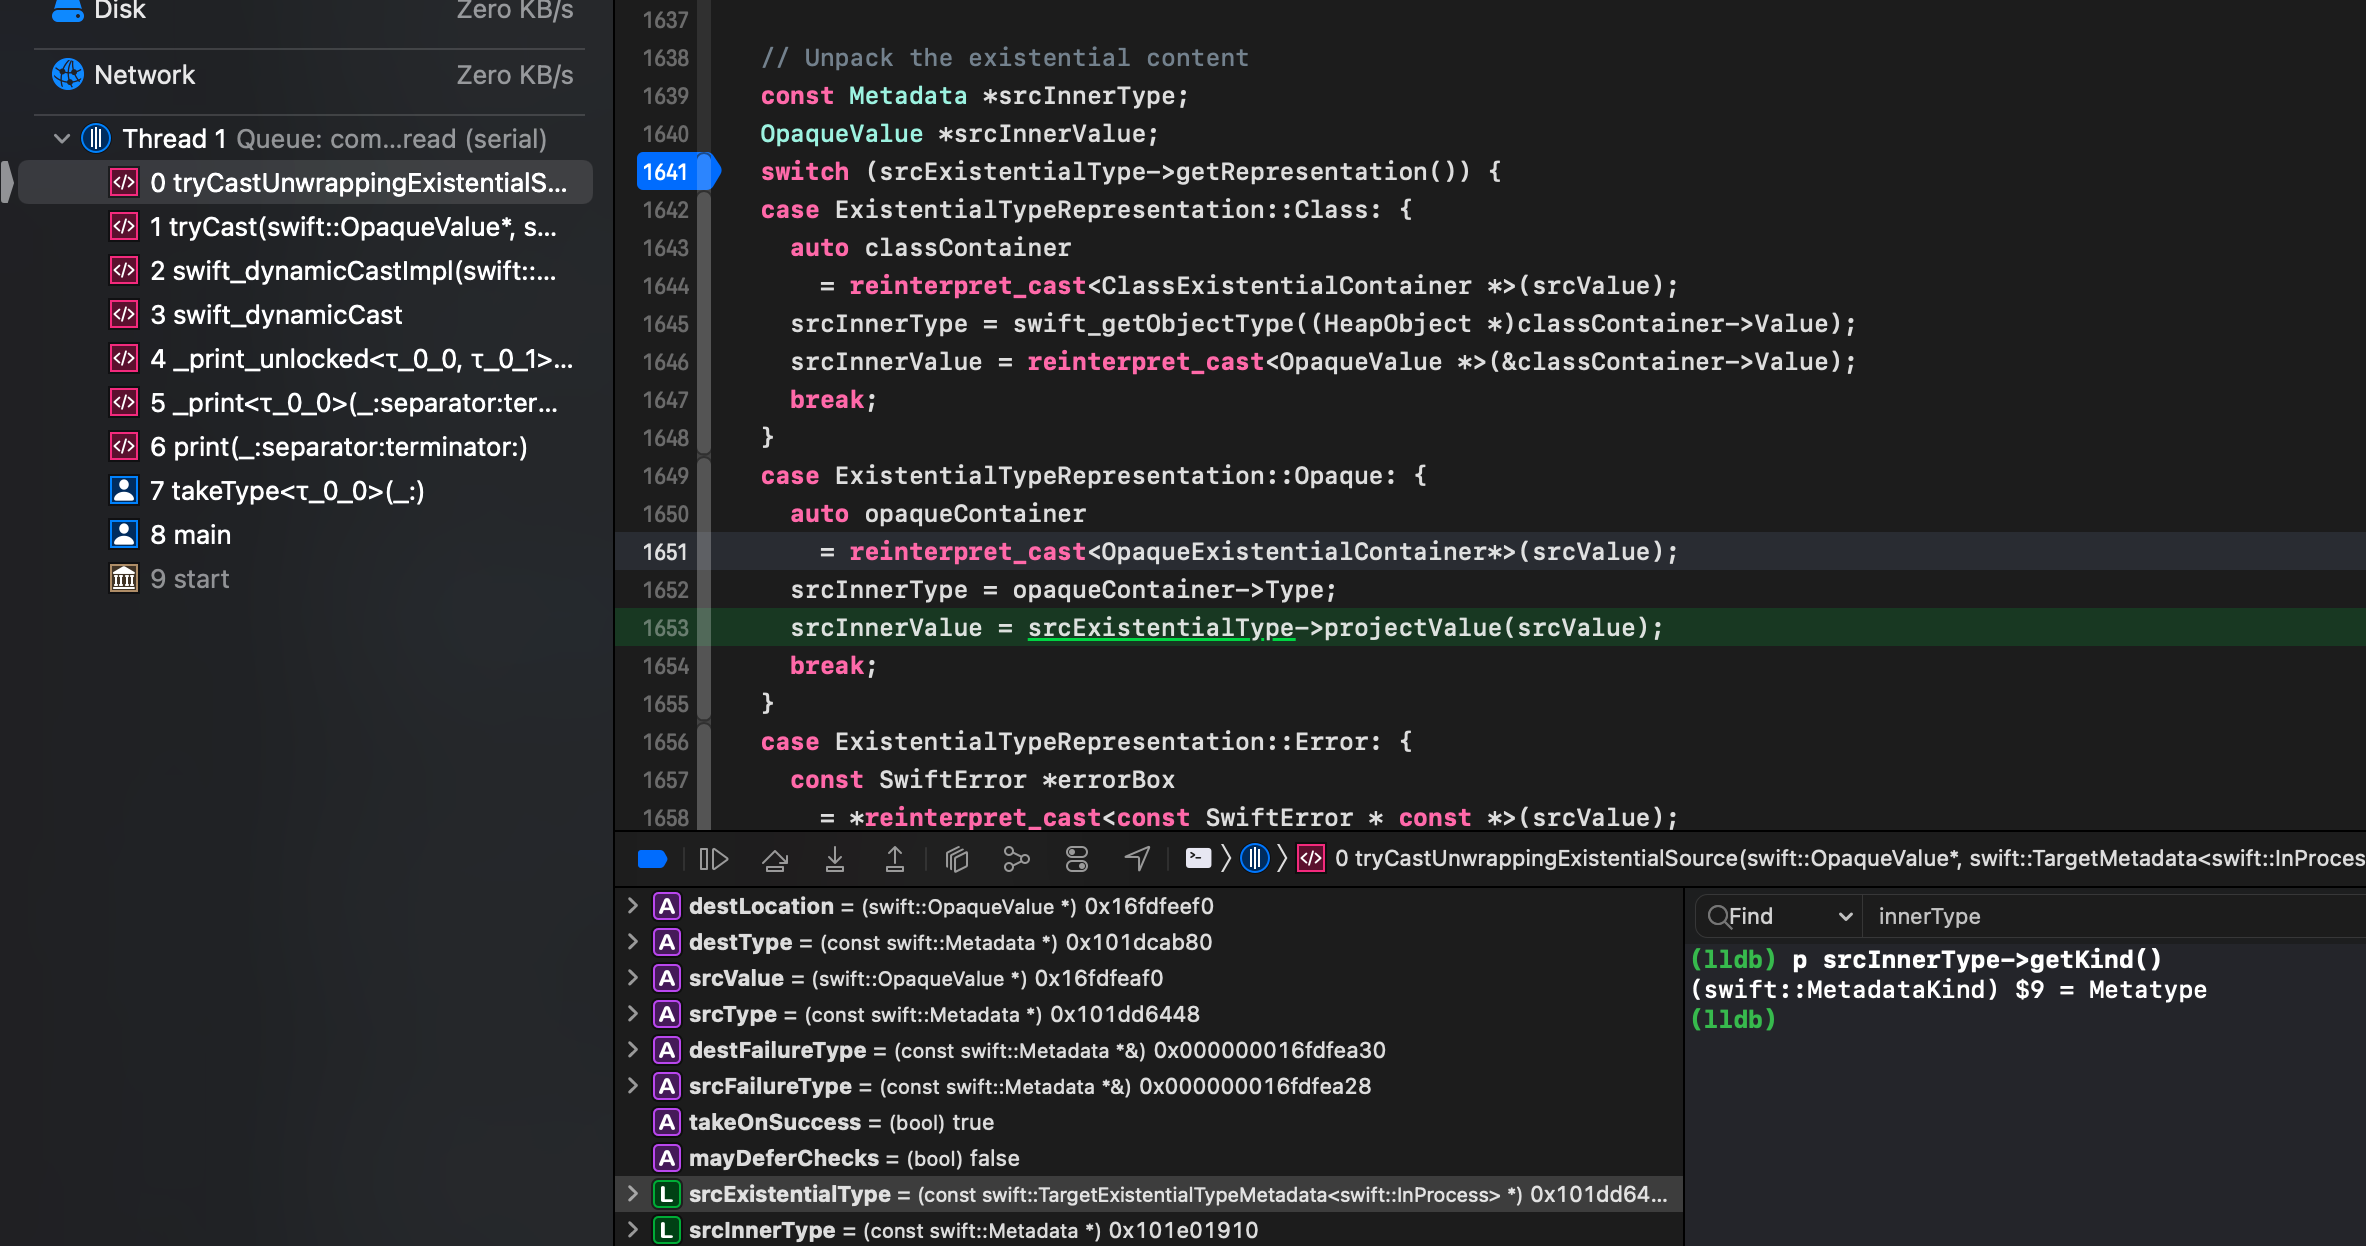 Disk Zero KB/s
Network Zero KB/s
Thread 1 Queue: com...read (serial)
0 tryCastUnwrappingExistentialS...
1 tryCast(swift::OpaqueValue*, s...
2 swift_dynamicCastImpl(swift::...
3 swift_dynamicCast
4 _print_unlocked<τ_0_0, τ_0_1>...
5 _print<τ_0_0>(_:separator:ter...
6 print(_:separator:terminator:)
7 takeType<τ_0_0>(_:)
8 main
9 start
1637
1638 // Unpack the existential content
1639 const Metadata *srcInnerType;
1640 OpaqueValue *srcInnerValue;
1641 switch (srcExistentialType->getRepresentation()) {
1642 case ExistentialTypeRepresentation::Class: {
1643 auto classContainer
1644 = reinterpret_cast<ClassExistentialContainer *>(srcValue);
1645 srcInnerType = swift_getObjectType((HeapObject *)classContainer->Value);
1646 srcInnerValue = reinterpret_cast<OpaqueValue *>(&classContainer->Value);
1647 break;
1648 }
1649 case ExistentialTypeRepresentation::Opaque: {
1650 auto opaqueContainer
1651 = reinterpret_cast<OpaqueExistentialContainer*>(srcValue);
1652 srcInnerType = opaqueContainer->Type;
1653 srcInnerValue = srcExistentialType->projectValue(srcValue);
1654 break;
1655 }
1656 case ExistentialTypeRepresentation::Error: {
1657 const SwiftError *errorBox
1658 = *reinterpret_cast<const SwiftError * const *>(srcValue);
0 tryCastUnwrappingExistentialSource(swift::OpaqueValue*, swift::TargetMetadata<swift::InProces
A destLocation = (swift::OpaqueValue *) 0x16fdfeef0
A destType = (const swift::Metadata *) 0x101dcab80
A srcValue = (swift::OpaqueValue *) 0x16fdfeaf0
A srcType = (const swift::Metadata *) 0x101dd6448
A destFailureType = (const swift::Metadata *&) 0x000000016fdfea30
A srcFailureType = (const swift::Metadata *&) 0x000000016fdfea28
A takeOnSuccess = (bool) true
A mayDeferChecks = (bool) false
L srcExistentialType = (const swift::TargetExistentialTypeMetadata<swift::InProcess> *) 0x101dd64...
L srcInnerType = (const swift::Metadata *) 0x101e01910
Find innerType
(lldb) p srcInnerType->getKind()
(swift::MetadataKind) $9 = Metatype
(lldb)